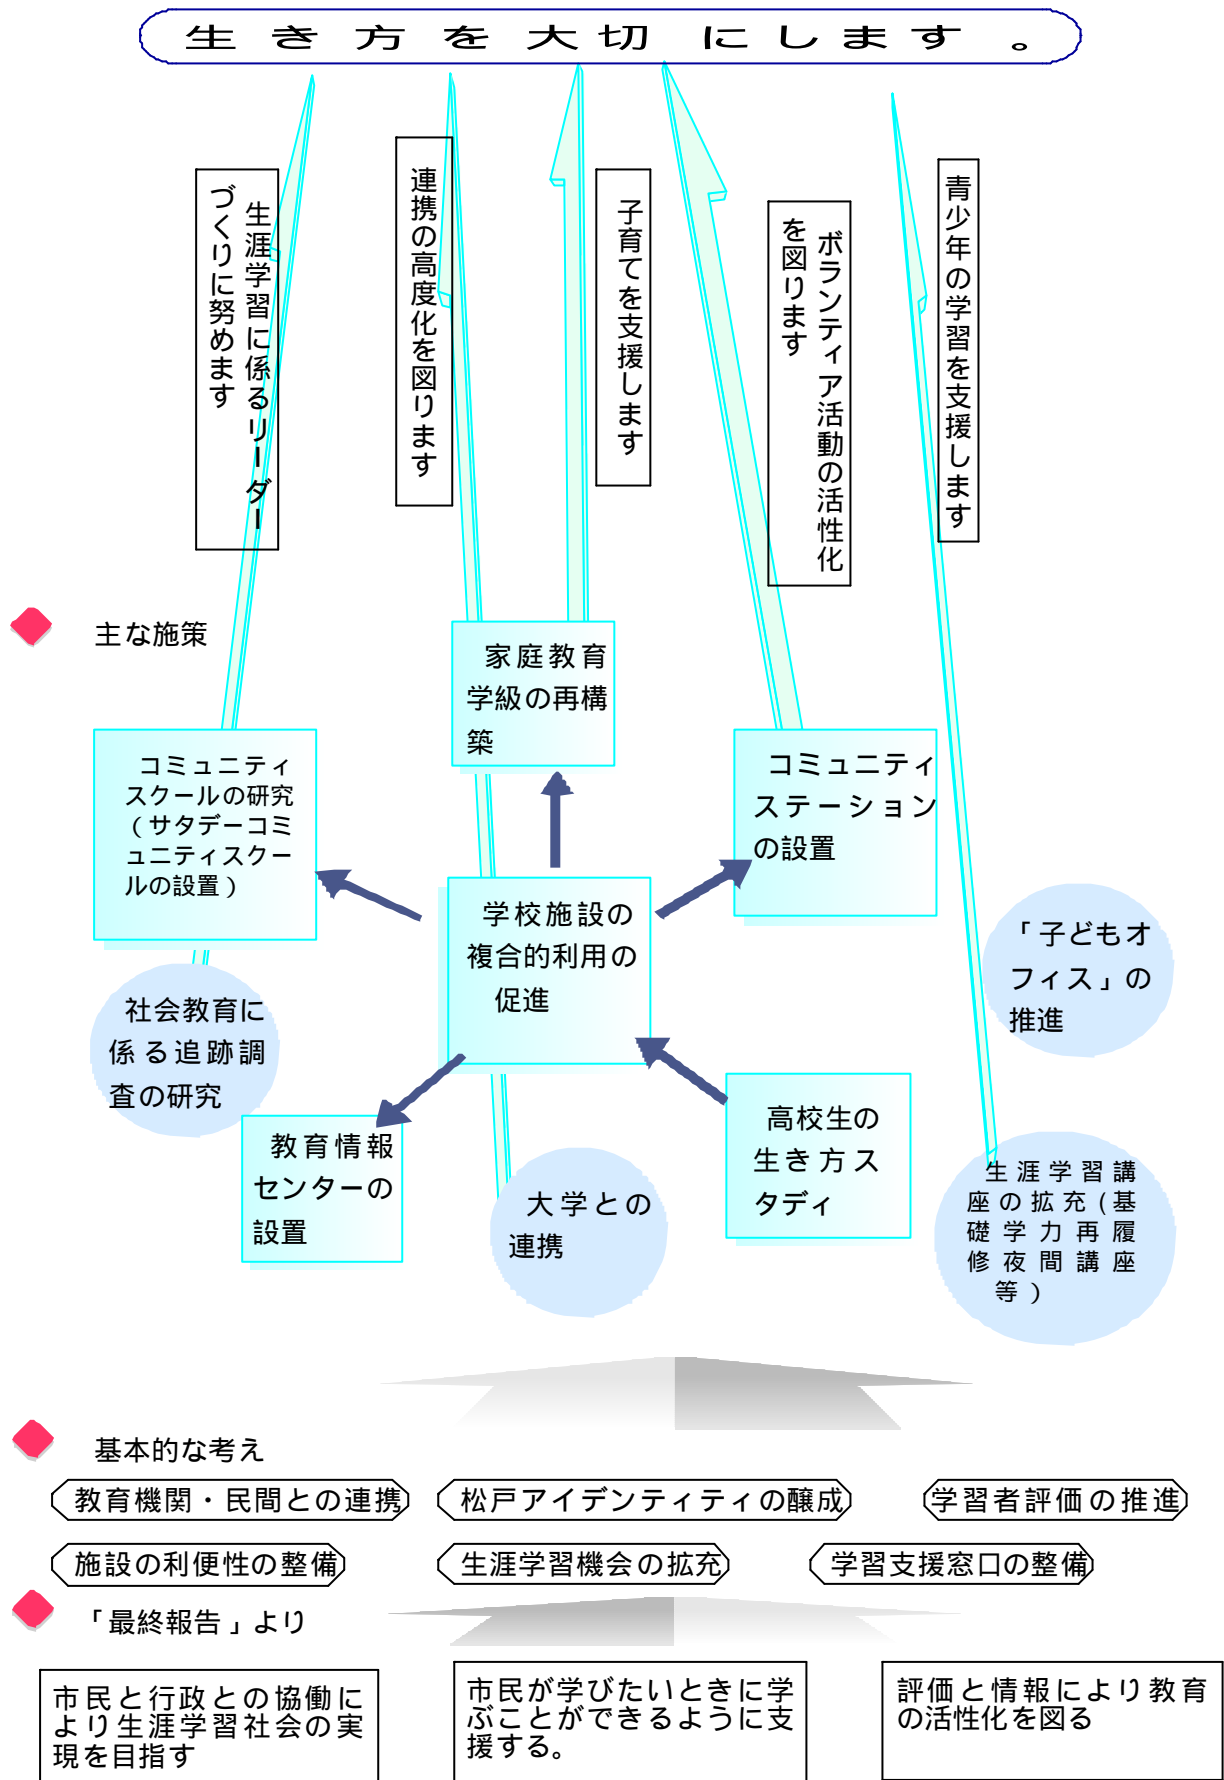 生き方を大切にします。
生涯学習に係るリーダー
づくりに努めます
連携の高度化を図ります
子育てを支援します
ボランティア活動の活性化
を図ります
青少年の学習を支援します
主な施策
家庭教育
学級の再構
築
コミュニティ
スクールの研究
（サタデーコミ
ュニティスクー
ルの設置）
コミュニティ
ステーション
の設置
学校施設の
複合的利用の
促進
「子どもオ
フィス」の
推進
社会教育に
係る追跡調
査の研究
教育情報
センターの
設置
大学との
連携
高校生の
生き方ス
タディ
生涯学習講
座の拡充（基
礎学力再履
修夜間講座
等）
基本的な考え
教育機関・民間との連携
松戸アイデンティティの醸成
学習者評価の推進
施設の利便性の整備
生涯学習機会の拡充
学習支援窓口の整備
「最終報告」より
市民と行政との協働に
より生涯学習社会の実
現を目指す
市民が学びたいときに学
ぶことができるように支
援する。
評価と情報により教育
の活性化を図る